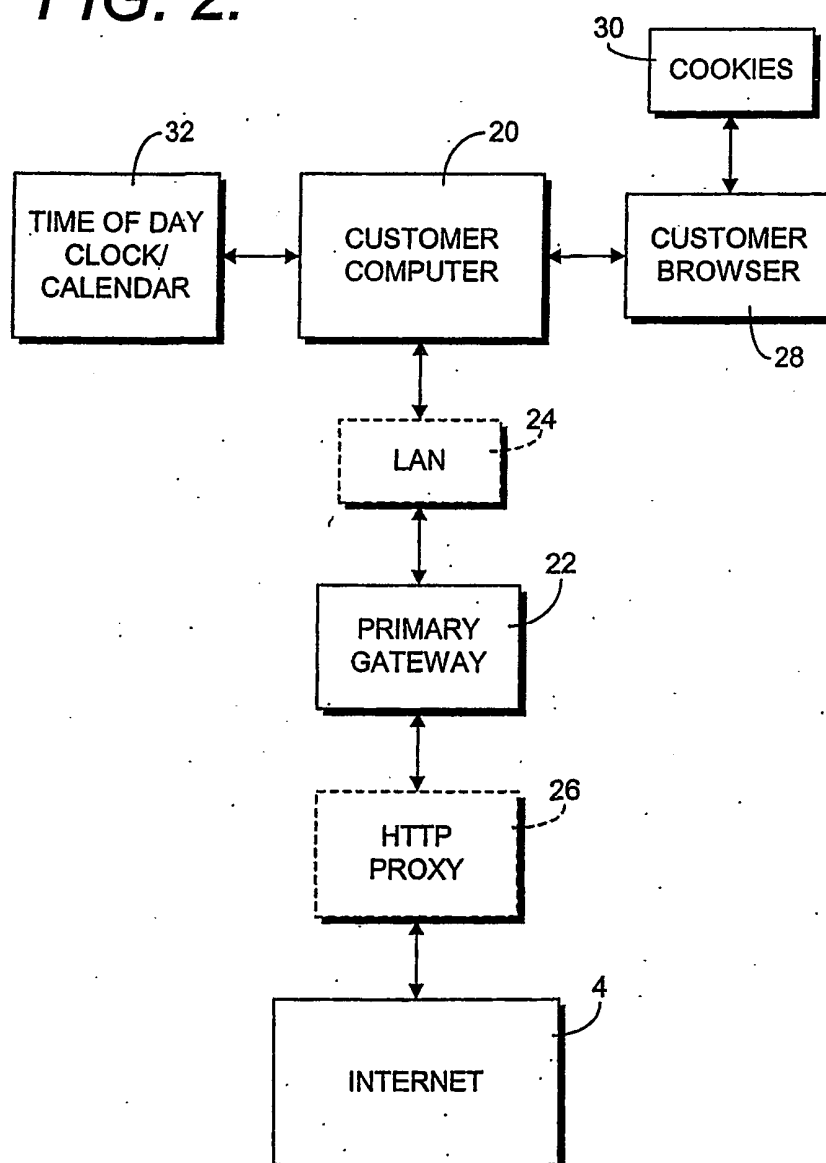 FIG. 2.
30
COOKIES
32
20
TIME OF DAY
CLOCK/
CALENDAR
CUSTOMER
COMPUTER
CUSTOMER
BROWSER
28
24
LAN
22
PRIMARY
GATEWAY
26
HTTP
PROXY
4
INTERNET